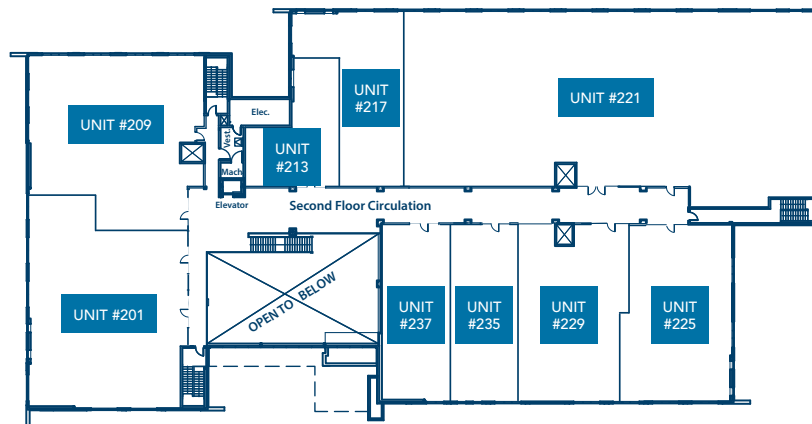 UNIT #209
Elec.
Vest.
Mach
Elevator
UNIT
#213
UNIT
#217
UNIT #221
Second Floor Circulation
UNIT #201
OPEN TO BELOW
UNIT
#237
UNIT
#235
UNIT
#229
UNIT
#225